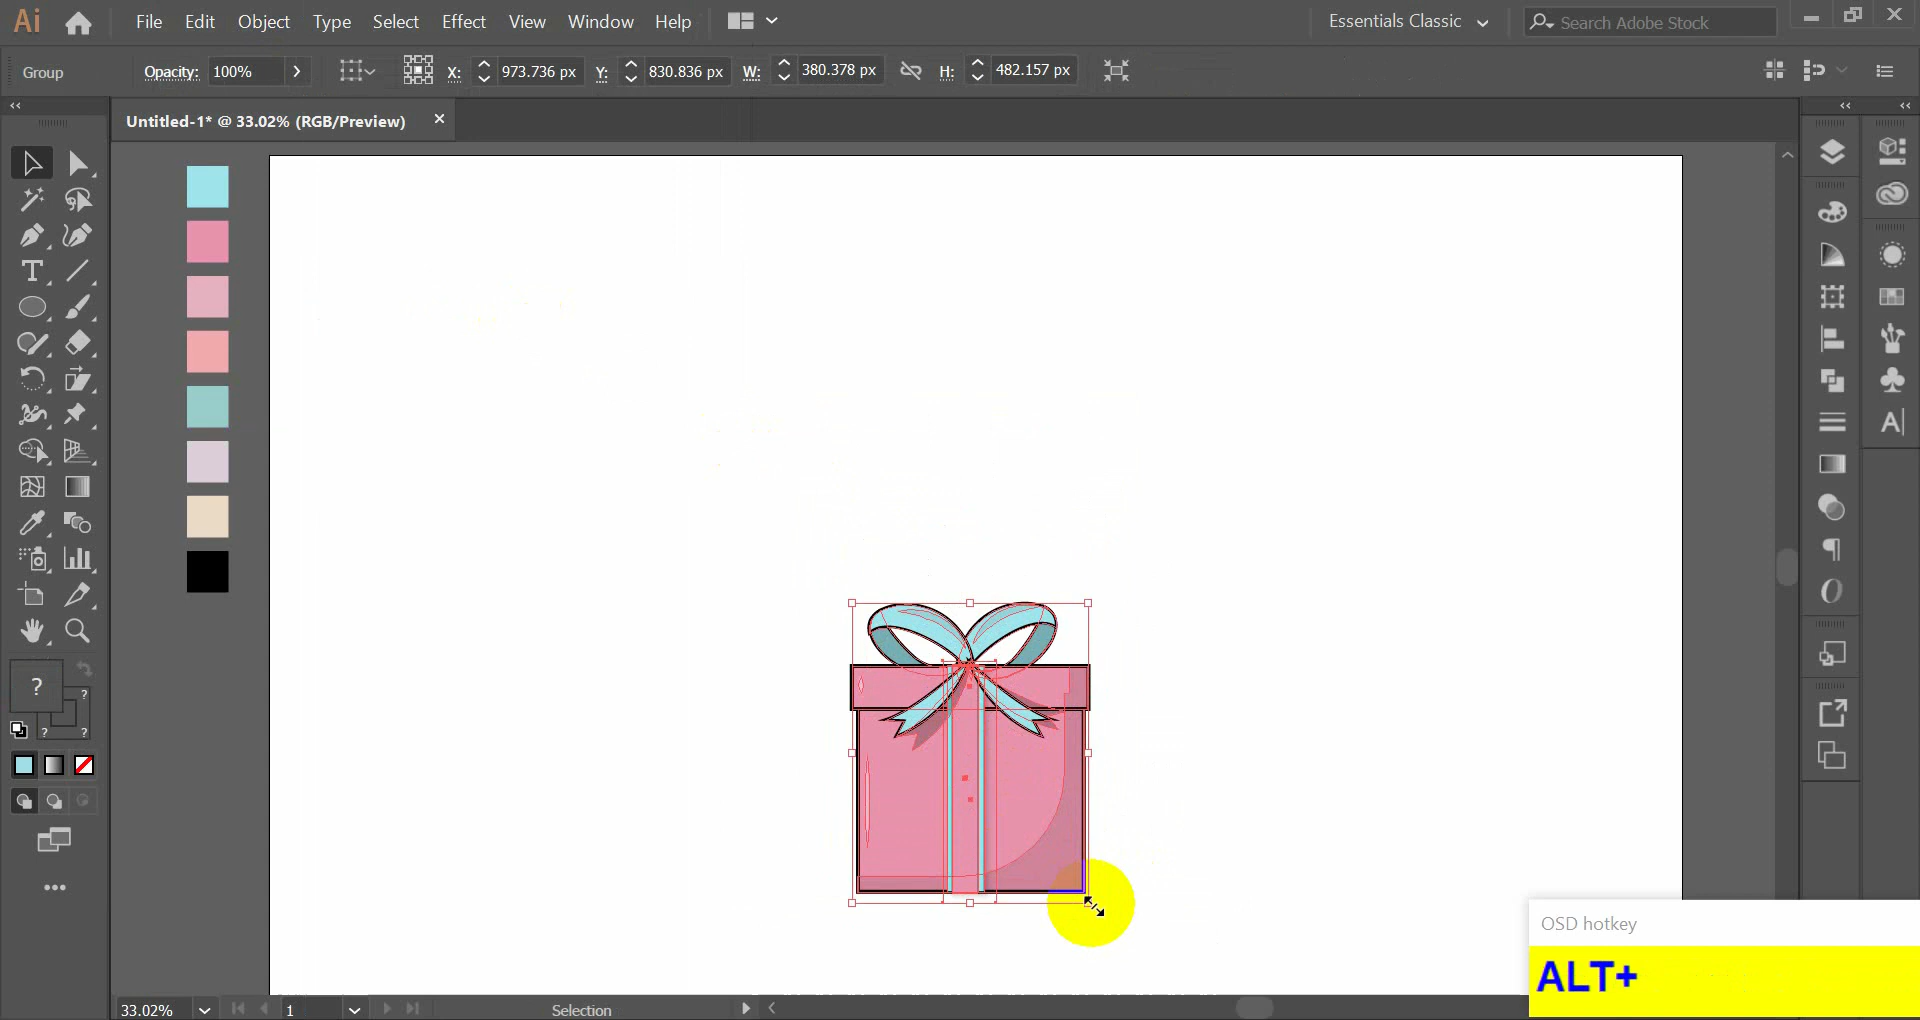 Ai File Edit Object Type Select Effect View Window Help Essentials Classic Search Adobe Stock
Group Opacity: 100% X: 973.736 px Y: 830.836 px W: 380.378 px H: 482.157 px
Untitled-1* @ 33.02% (RGB/Preview)
? ?
? ?
OSD hotkey
ALT+
33.02% 1 Selection